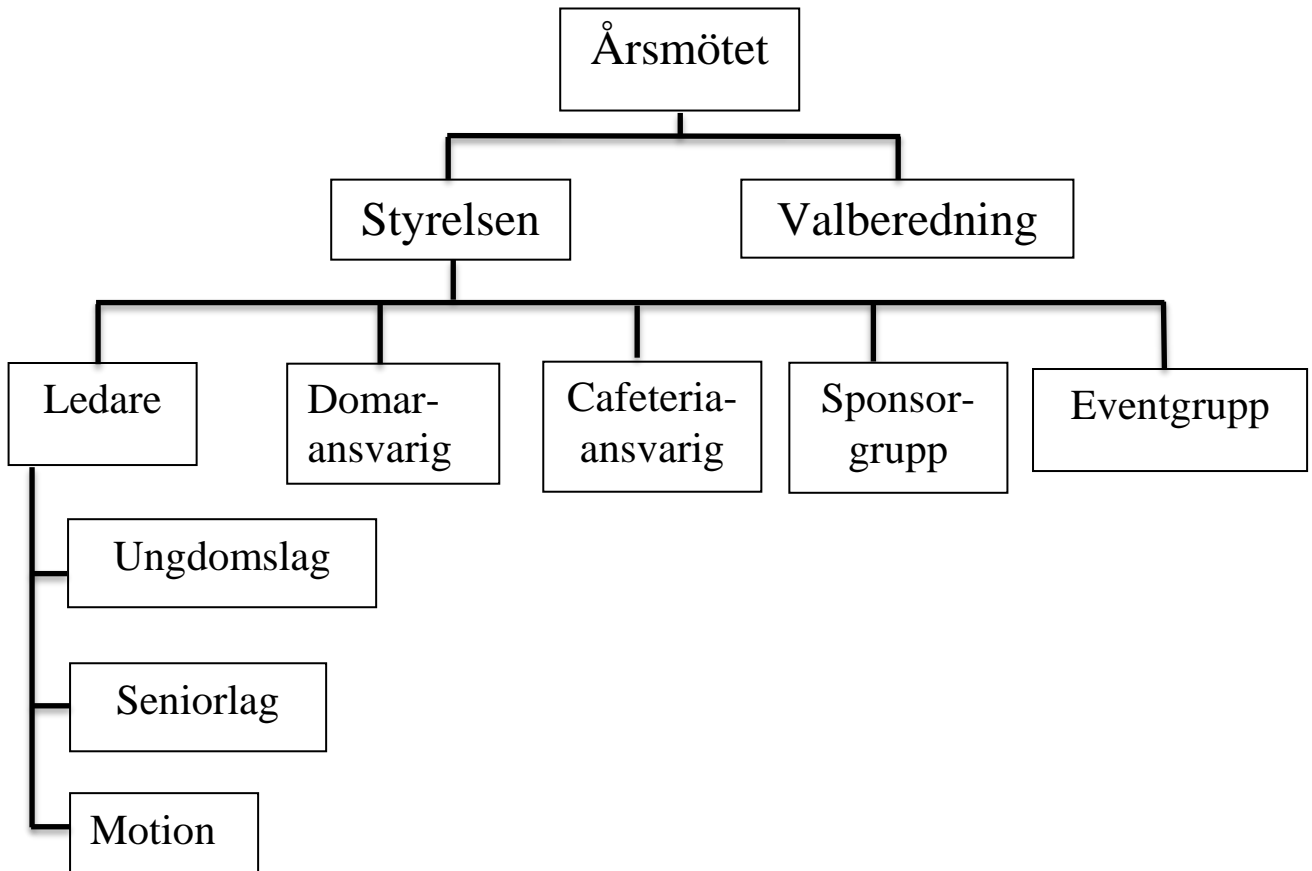 Årsmötet
Styrelsen
Valberedning
Ledare
Domar-
ansvarig
Cafeteria-
ansvarig
Sponsor-
grupp
Eventgrupp
Ungdomslag
Seniorlag
Motion